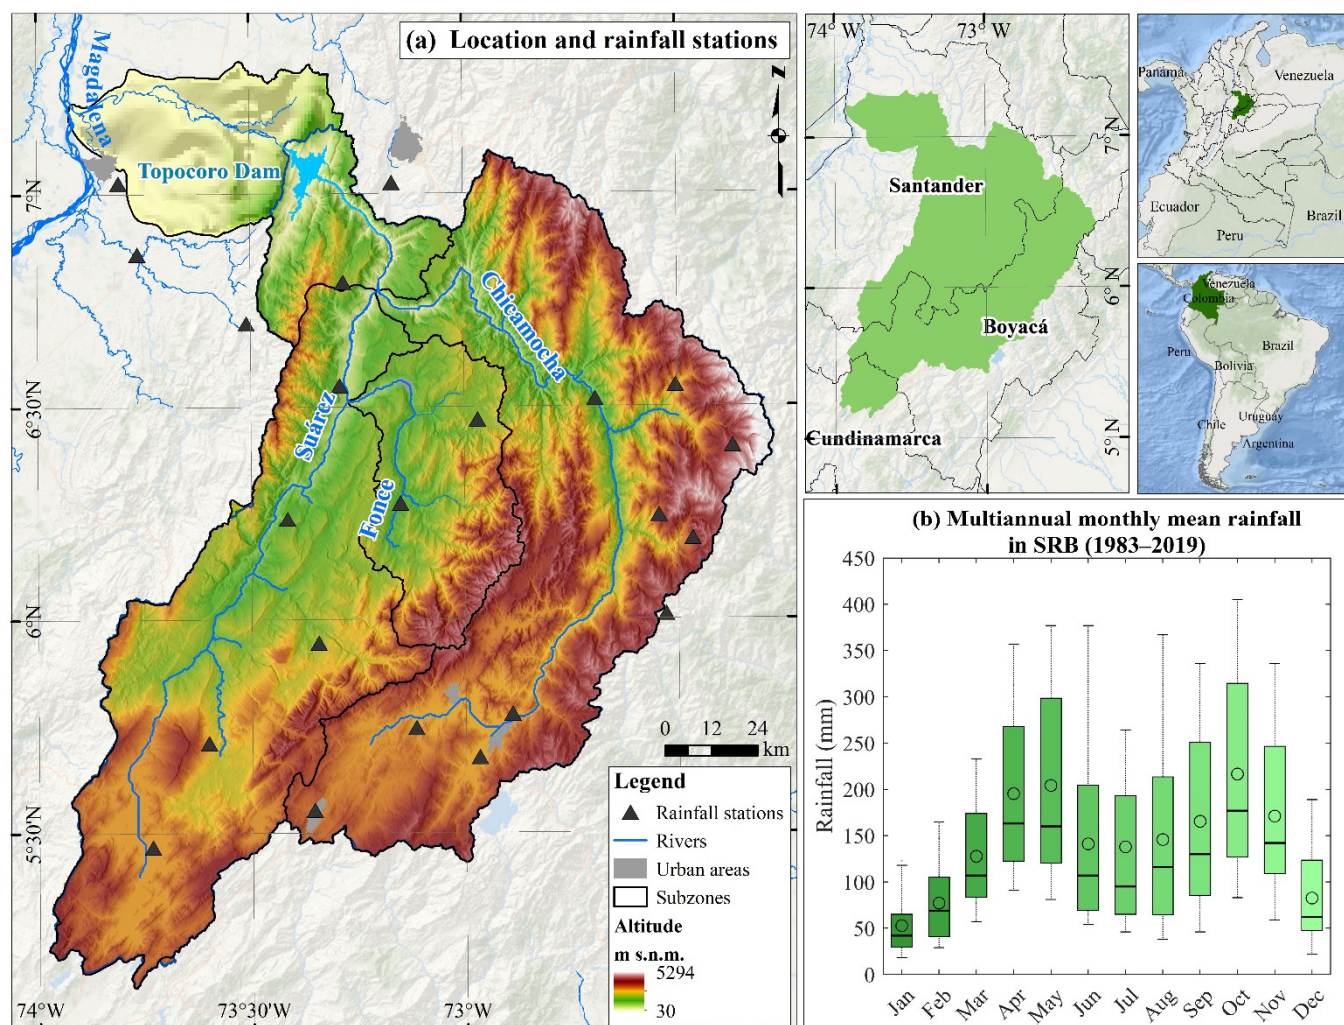 (a) Location and rainfall stations
Magdalena
Topocoro Dam
Chicamocha
Suárez
Fonce
z
7°N
6°30'N
6°N
5°30'N
74°W
73°30'W
73°W
0 12 24
km
Legend
Rainfall stations
Rivers
Urban areas
Subzones
Altitude
m s.n.m.
5294
30
74° W
73° W
7°N
6°N
5°N
Santander
Boyacá
Cundinamarca
Panama
Venezuela
Ecuador
Peru
Brazil
Venezuela
Colombia
Peru
Brazil
Bolivia
Uruguay
Chile
Argentina
(b) Multiannual monthly mean rainfall
in SRB (1983–2019)
Rainfall (mm)
450
400
350
300
250
200
150
100
50
0
Jan Feb Mar Apr May Jun Jul Aug Sep Oct Nov Dec